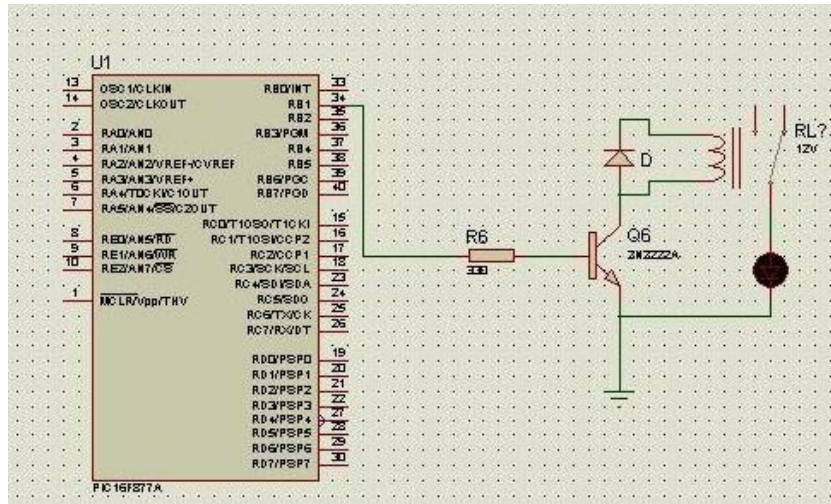 U1
13 OSC1/CLKIN RB0/INT 33
14 OSC2/CLKOUT RB1 34
RB2 35
2 RA0/AN0 RB3/PGM 36
3 RA1/AN1 RB4 37
4 RA2/AN2/VREF-/CVREF RB5 38
5 RA3/AN3/VREF+ RB6/PGC 39
6 RA4/T0CKI/C1OUT RB7/PGD 40
7 RA5/AN4/SS/C2OUT
RC0/T1OSO/T1CKI 15
8 RE0/AN5/RD RC1/T1OSI/CCP2 16
9 RE1/AN6/WR RC2/CCP1 17
10 RE2/AN7/CS RC3/SCK/SCL 18
RC4/SDI/SDA 23
1 MCLR/Vpp/THV RC5/SDO 24
RC6/TX/CK 25
RC7/RX/DT 26
RD0/PSP0 19
RD1/PSP1 20
RD2/PSP2 21
RD3/PSP3 22
RD4/PSP4 27
RD5/PSP5 28
RD6/PSP6 29
RD7/PSP7 30
PIC16F877A
R6
330
D
Q6
2N2222A
RL?
12V